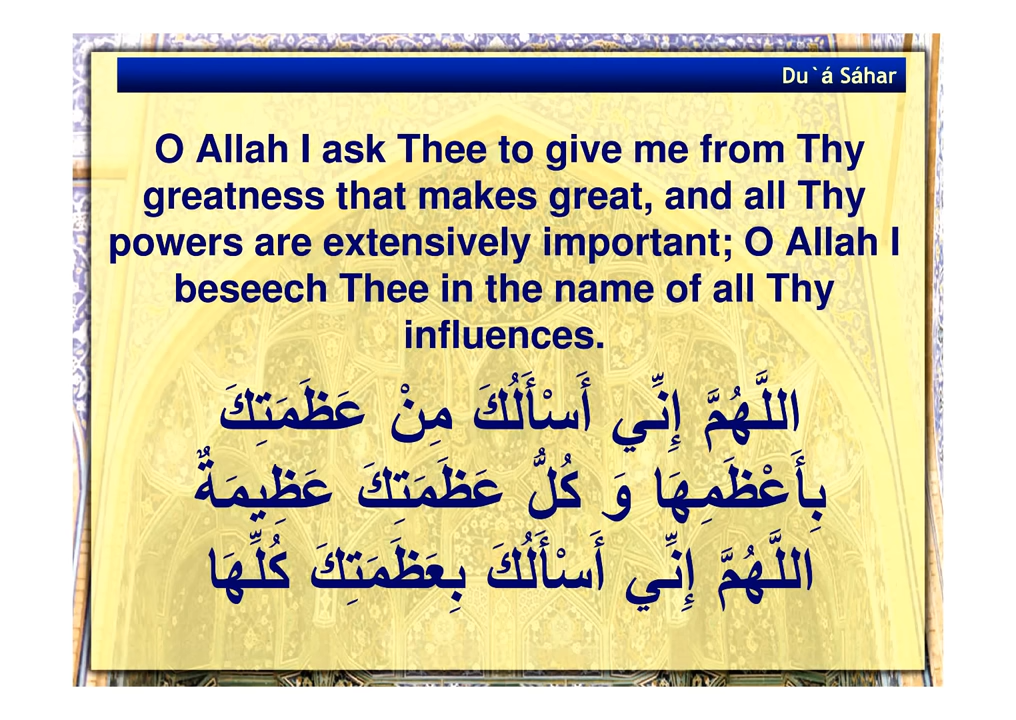 Du`á Sáhar
O Allah I ask Thee to give me from Thy
greatness that makes great, and all Thy
powers are extensively important; O Allah I
beseech Thee in the name of all Thy
influences.
اللَّهُمَّ إِنِّي أَسْأَلُكَ مِنْ عَظَمَتِكَ
بِأَعْظَمِهَا وَ كُلُّ عَظَمَتِكَ عَظِيمَةٌ
اللَّهُمَّ إِنِّي أَسْأَلُكَ بِعَظَمَتِكَ كُلِّهَا